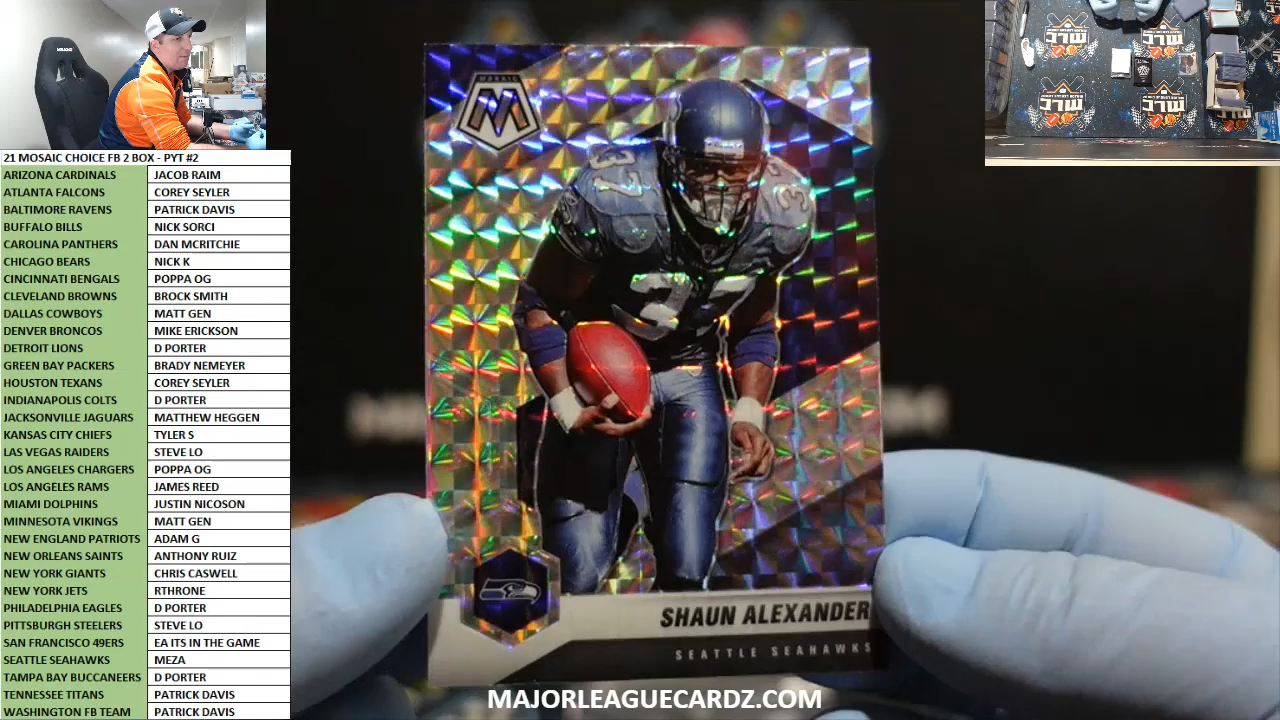 21 MOSAIC CHOICE FB 2 BOX - PYT #2
ARIZONA CARDINALS JACOB RAIM
ATLANTA FALCONS COREY SEYLER
BALTIMORE RAVENS PATRICK DAVIS
BUFFALO BILLS NICK SORCI
CAROLINA PANTHERS DAN MCRITCHIE
CHICAGO BEARS NICK K
CINCINNATI BENGALS POPPA OG
CLEVELAND BROWNS BROCK SMITH
DALLAS COWBOYS MATT GEN
DENVER BRONCOS MIKE ERICKSON
DETROIT LIONS D PORTER
GREEN BAY PACKERS BRADY NEMEYER
HOUSTON TEXANS COREY SEYLER
INDIANAPOLIS COLTS D PORTER
JACKSONVILLE JAGUARS MATTHEW HEGGEN
KANSAS CITY CHIEFS TYLER S
LAS VEGAS RAIDERS STEVE LO
LOS ANGELES CHARGERS POPPA OG
LOS ANGELES RAMS JAMES REED
MIAMI DOLPHINS JUSTIN NICOSON
MINNESOTA VIKINGS MATT GEN
NEW ENGLAND PATRIOTS ADAM G
NEW ORLEANS SAINTS ANTHONY RUIZ
NEW YORK GIANTS CHRIS CASWELL
NEW YORK JETS RTHRONE
PHILADELPHIA EAGLES D PORTER
PITTSBURGH STEELERS STEVE LO
SAN FRANCISCO 49ERS EA ITS IN THE GAME
SEATTLE SEAHAWKS MEZA
TAMPA BAY BUCCANEERS D PORTER
TENNESSEE TITANS PATRICK DAVIS
WASHINGTON FB TEAM PATRICK DAVIS
MOSAIC
M
37
37
SHAUN ALEXANDER
SEATTLE SEAHAWKS
MAJORLEAGUECARDZ.COM
MLC
MLC
MLC
MLC